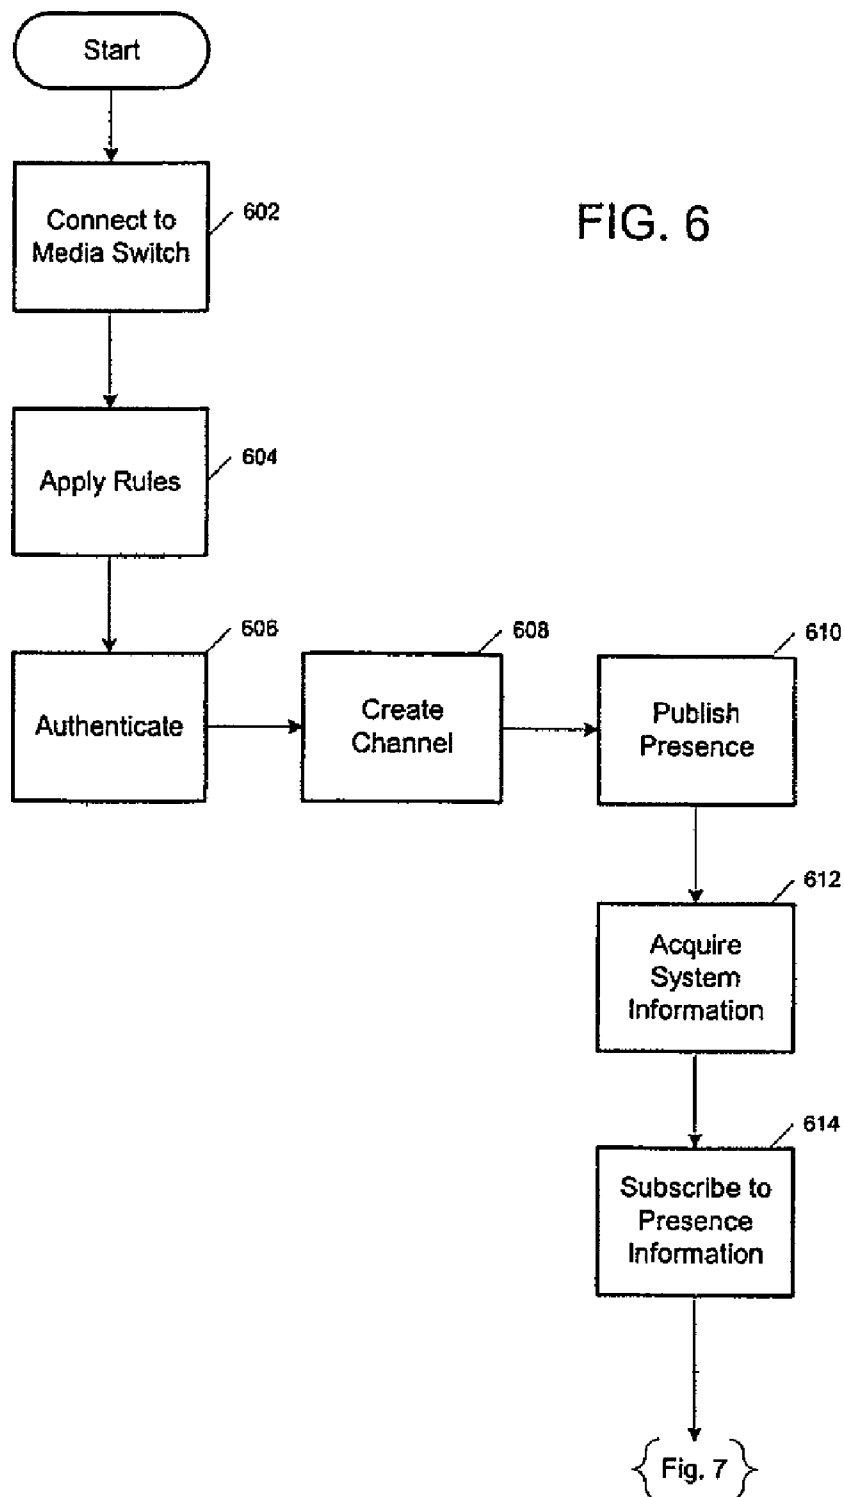 Start
Connect to
Media Switch
602
FIG. 6
Apply Rules
604
Authenticate
606
Create
Channel
608
Publish
Presence
610
Acquire
System
Information
612
Subscribe to
Presence
Information
614
{Fig. 7}